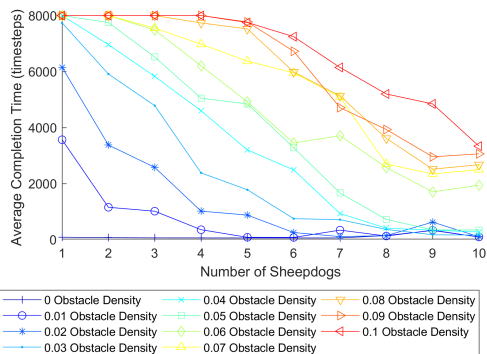 8000
6000
4000
2000
0
Average Completion Time (timesteps)
1 2 3 4 5 6 7 8 9 10
Number of Sheepdogs
0 Obstacle Density
0.01 Obstacle Density
0.02 Obstacle Density
0.03 Obstacle Density
0.04 Obstacle Density
0.05 Obstacle Density
0.06 Obstacle Density
0.07 Obstacle Density
0.08 Obstacle Density
0.09 Obstacle Density
0.1 Obstacle Density